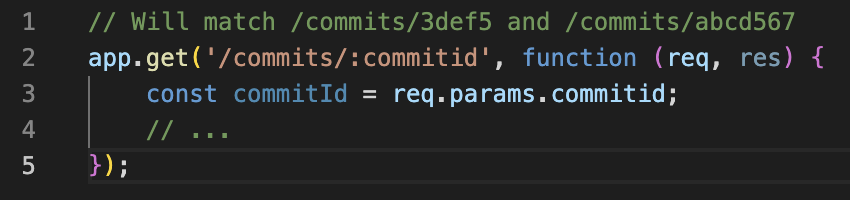 1 // Will match /commits/3def5 and /commits/abcd567
2 app.get('/commits/:commitid', function (req, res) {
3     const commitId = req.params.commitid;
4     // ...
5 });